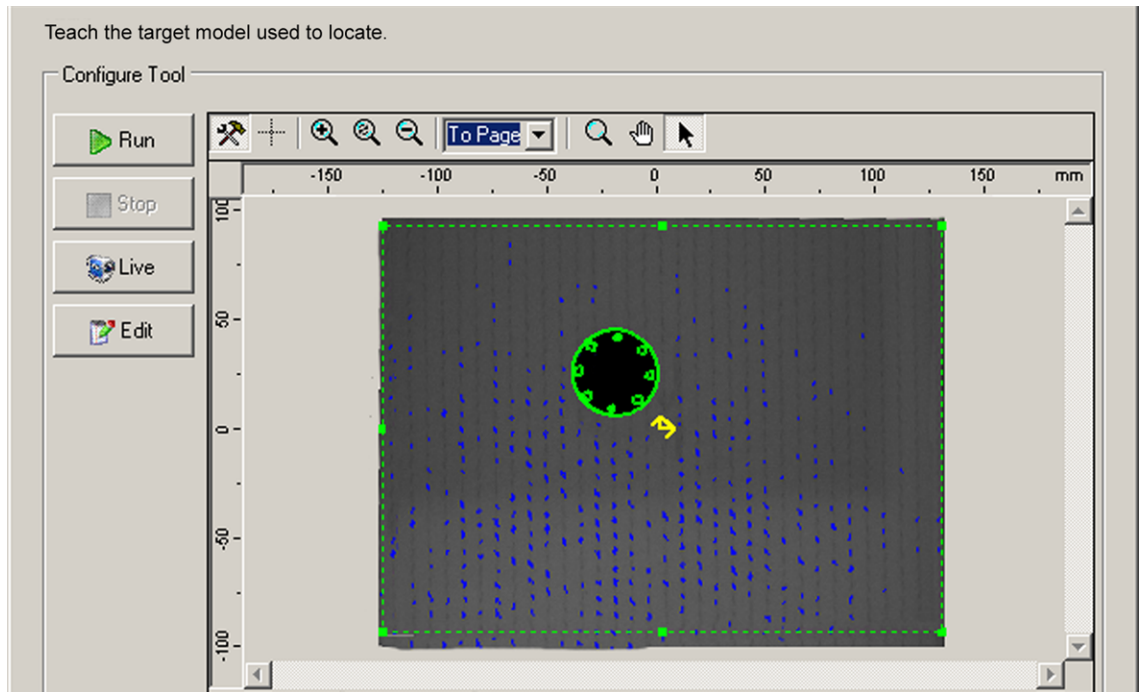 Teach the target model used to locate.
Configure Tool
Run
To Page
-150 -100 -50 0 50 100 150 mm
Stop
100
Live
50
Edit
0
-50
-100